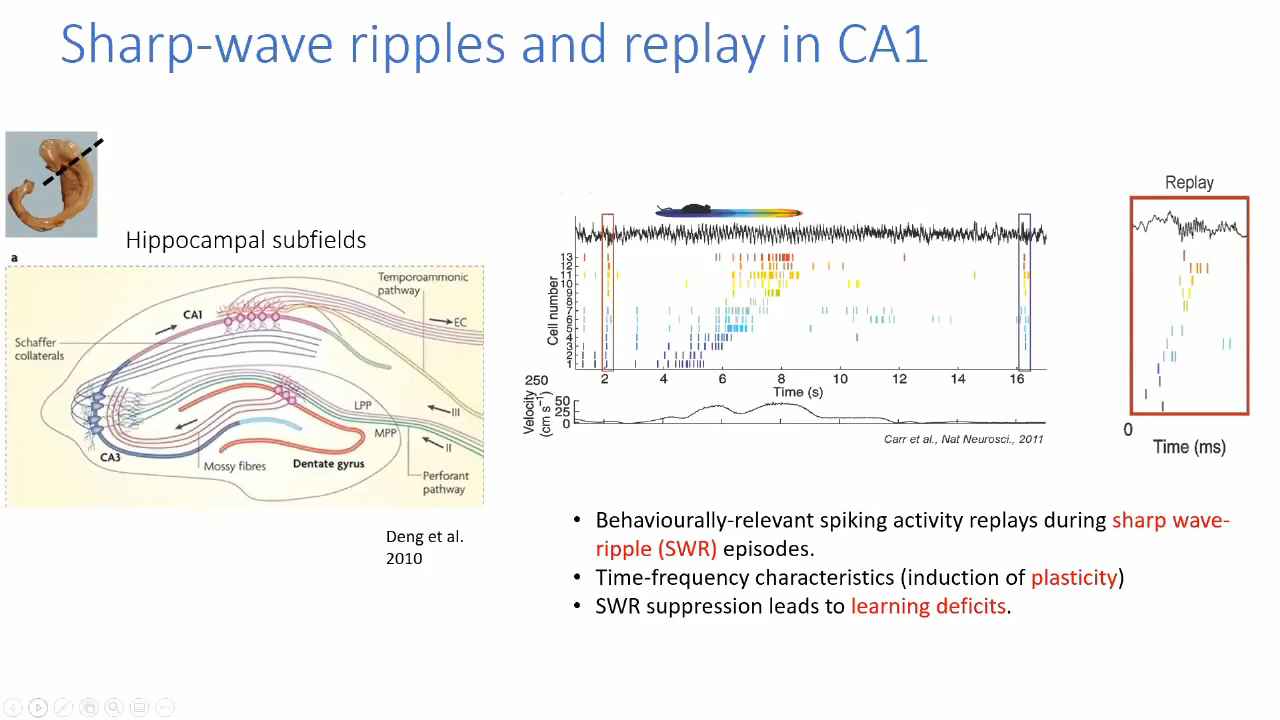 Sharp-wave ripples and replay in CA1
Hippocampal subfields
a
Temporoammonic
pathway
CA1
EC
Schaffer
collaterals
LPP
III
MPP
II
CA3
Mossy fibres
Dentate gyrus
Perforant
pathway
Deng et al.
2010
Cell number
13
12
11
10
9
8
7
6
5
4
3
2
1
2 4 6 8 10 12 14 16
Time (s)
250
Velocity
(cm s⁻¹)
50
25
0
Carr et al., Nat Neurosci., 2011
Replay
0
Time (ms)
• Behaviourally-relevant spiking activity replays during sharp wave-
ripple (SWR) episodes.
• Time-frequency characteristics (induction of plasticity)
• SWR suppression leads to learning deficits.